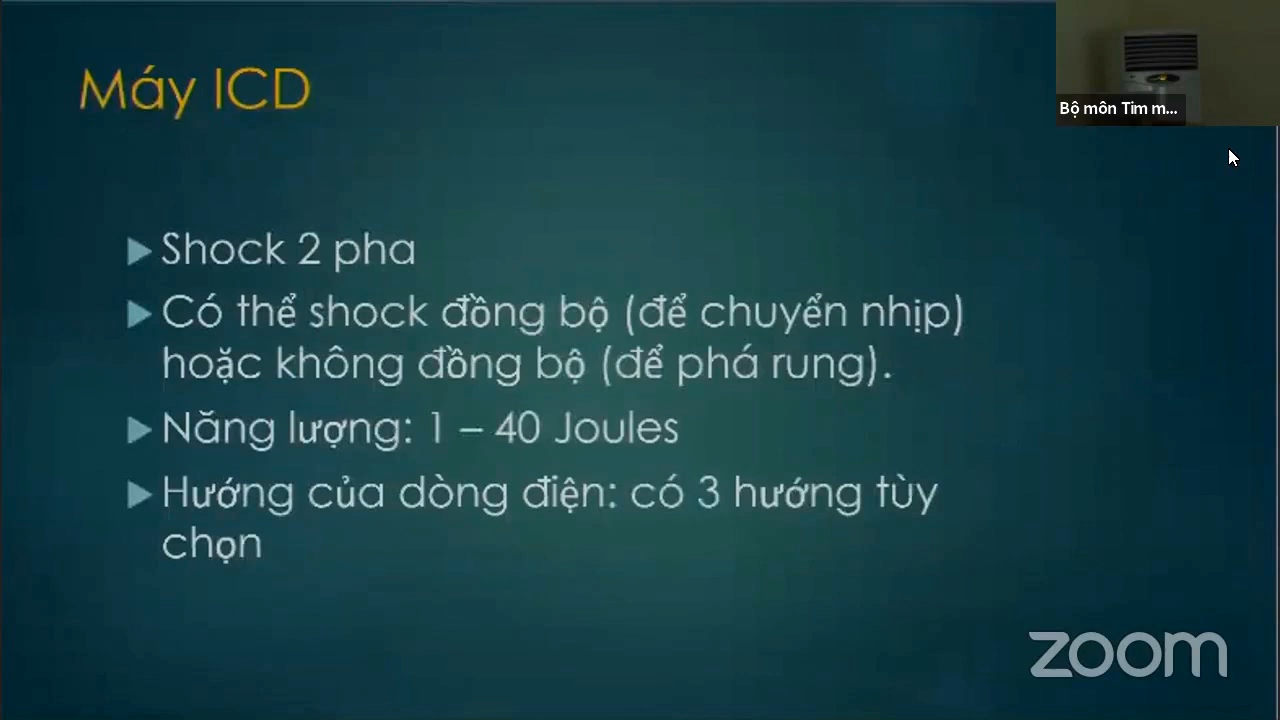 Máy ICD
Bộ môn Tim m...
Shock 2 pha
Có thể shock đồng bộ (để chuyển nhịp)
hoặc không đồng bộ (để phá rung).
Năng lượng: 1 – 40 Joules
Hướng của dòng điện: có 3 hướng tùy
chọn
zoom